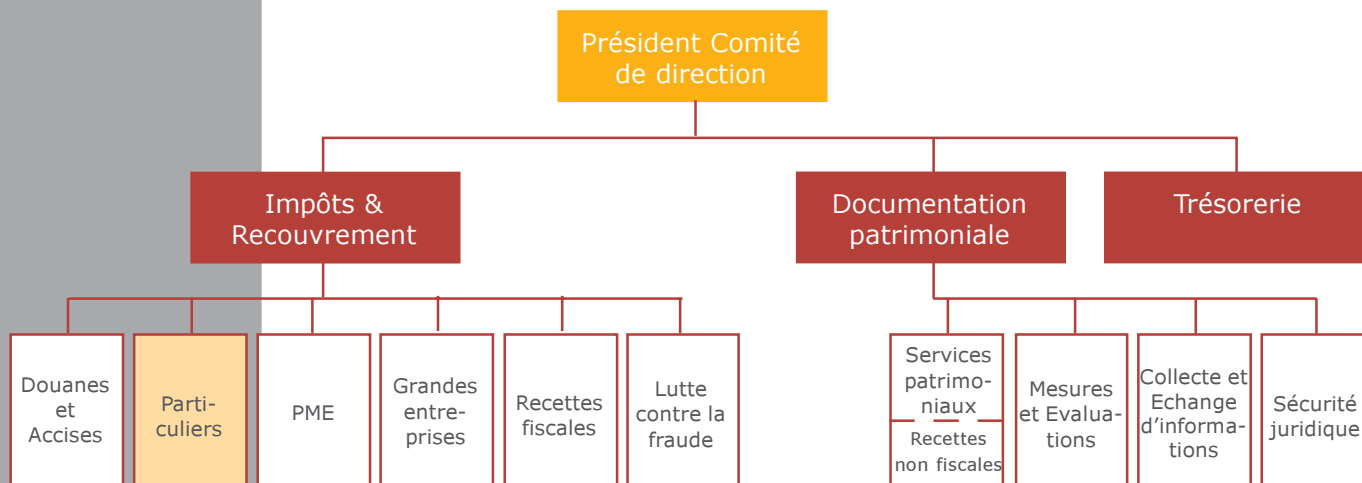 Président Comité
de direction
Impôts &
Recouvrement
Documentation
patrimoniale
Trésorerie
Douanes
et
Accises
Parti-
culiers
PME
Grandes
entre-
prises
Recettes
fiscales
Lutte
contre la
fraude
Services
patrimo-
niaux
Recettes
non fiscales
Mesures
et Evalua-
tions
Collecte et
Echange
d'informa-
tions
Sécurité
juridique